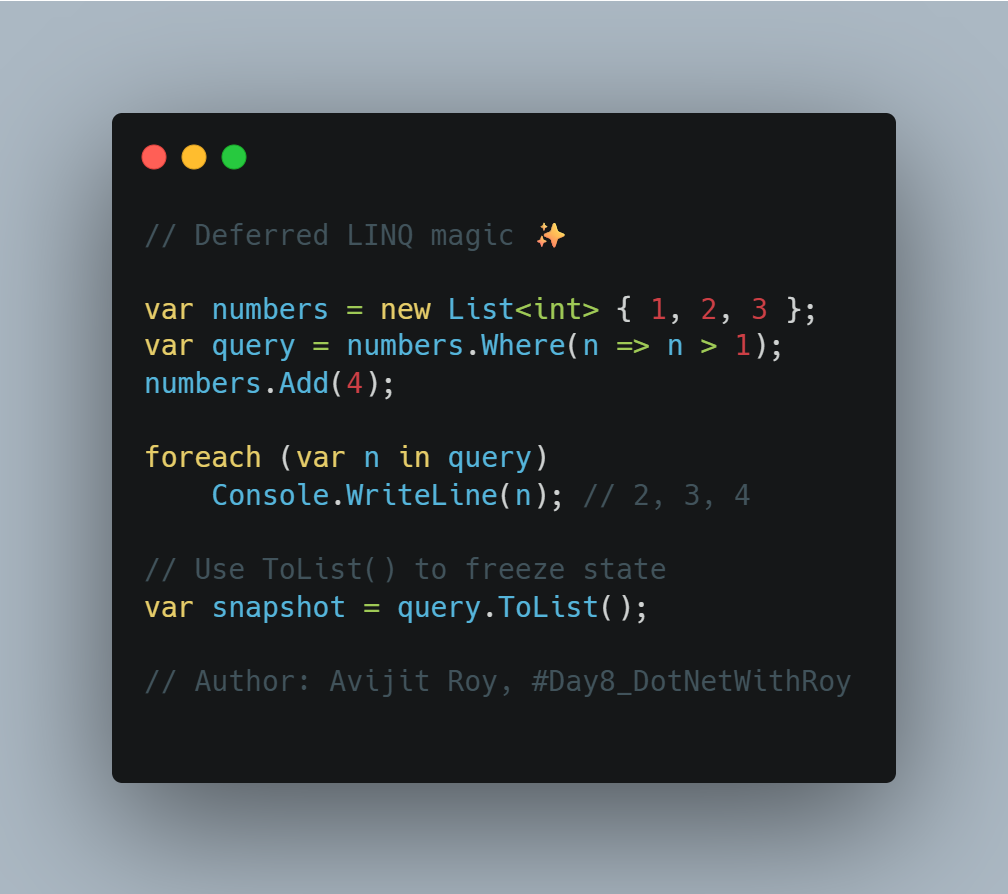 // Deferred LINQ magic ✨
var numbers = new List<int> { 1, 2, 3 };
var query = numbers.Where(n => n > 1);
numbers.Add(4);
foreach (var n in query)
    Console.WriteLine(n); // 2, 3, 4
// Use ToList() to freeze state
var snapshot = query.ToList();
// Author: Avijit Roy, #Day8_DotNetWithRoy